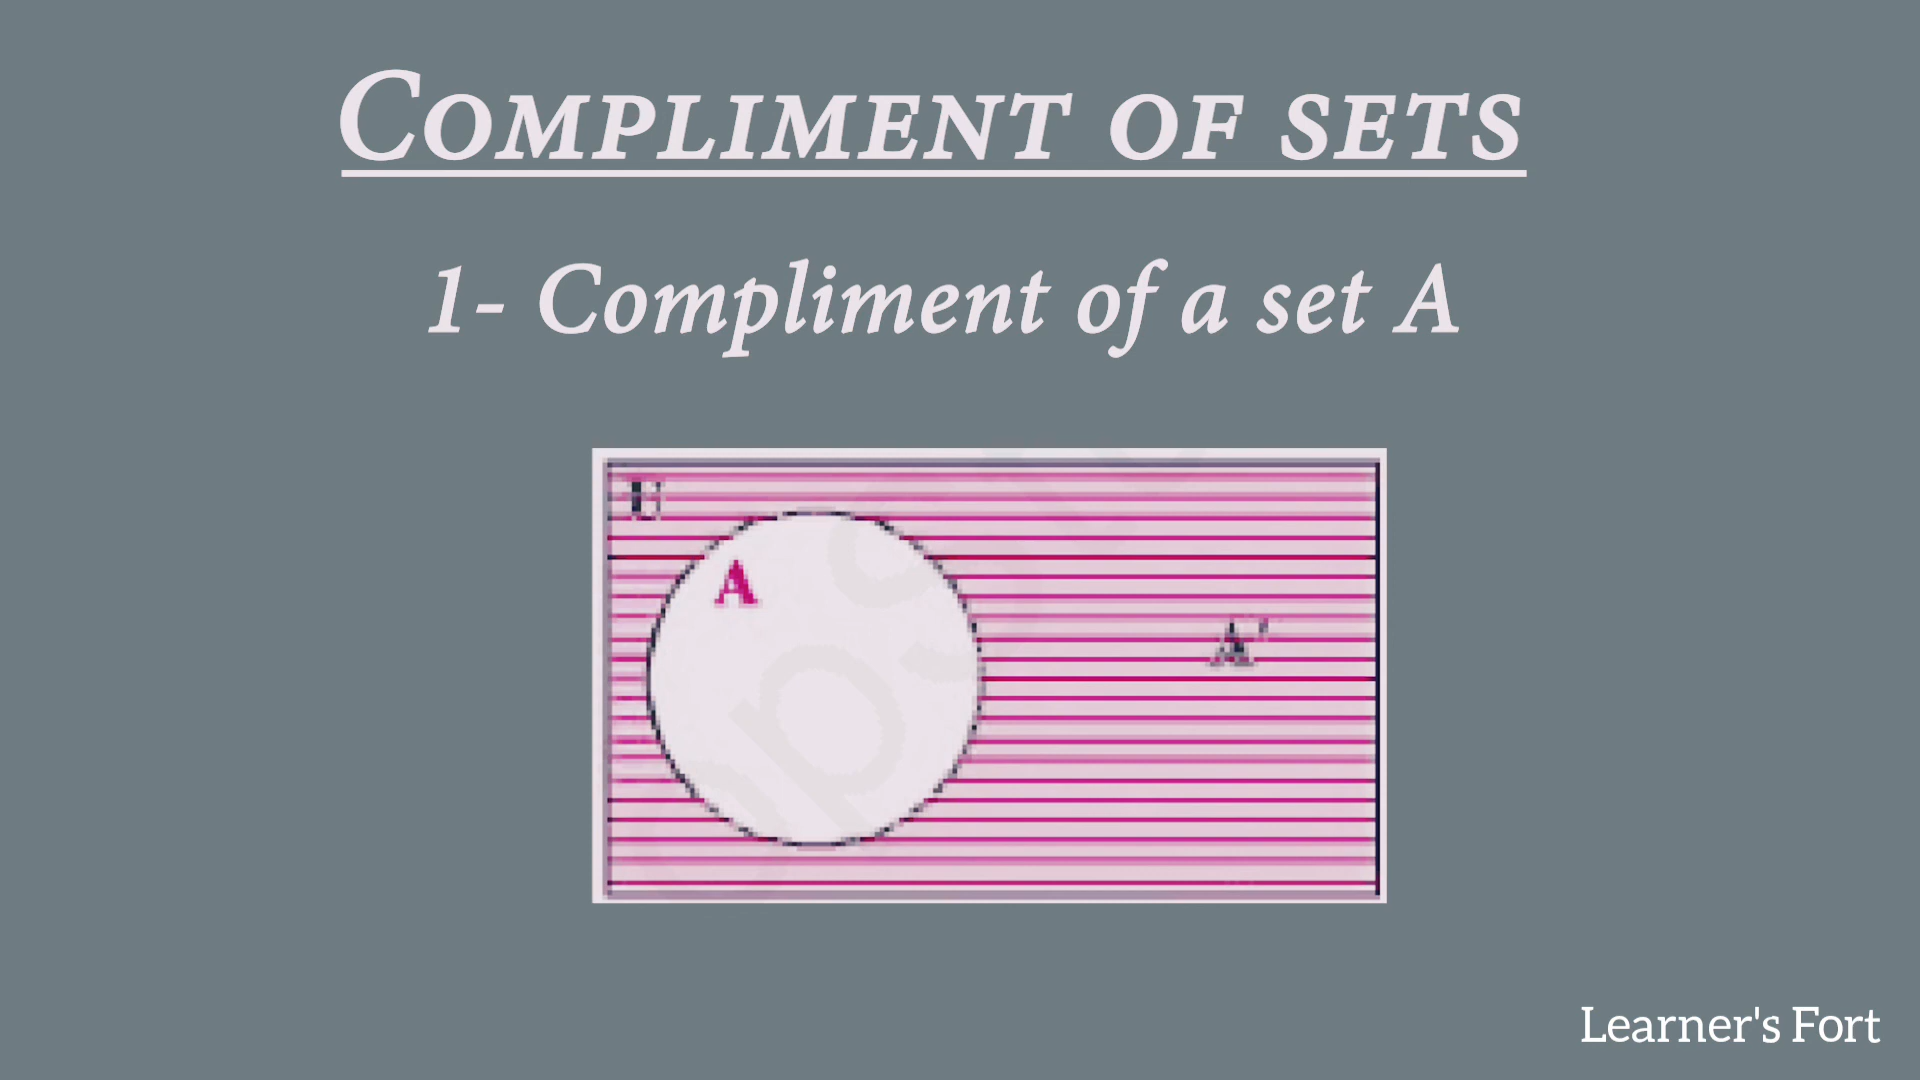 COMPLIMENT OF SETS
1- Compliment of a set A
U
A
A'
Learner's Fort